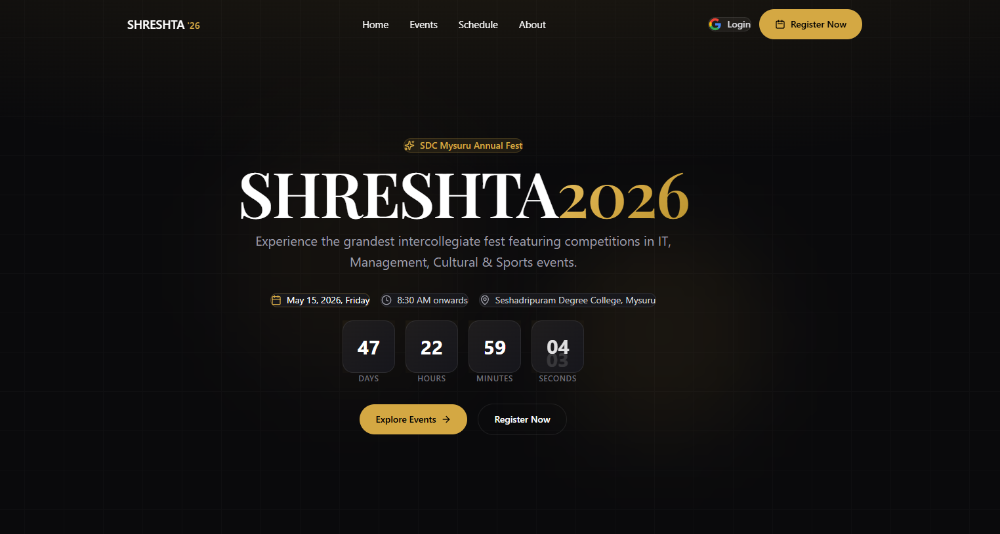 SHRESHTA '26
Home
Events
Schedule
About
Login
Register Now
SDC Mysuru Annual Fest
SHRESHTA2026
Experience the grandest intercollegiate fest featuring competitions in IT,
Management, Cultural & Sports events.
May 15, 2026, Friday
8:30 AM onwards
Seshadripuram Degree College, Mysuru
47
22
59
04
03
DAYS
HOURS
MINUTES
SECONDS
Explore Events
Register Now